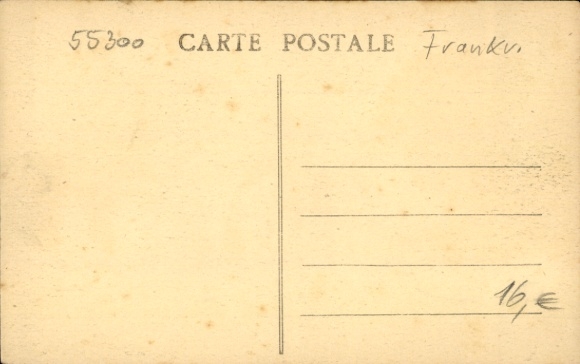 55300 CARTE POSTALE Frankr.
16,€